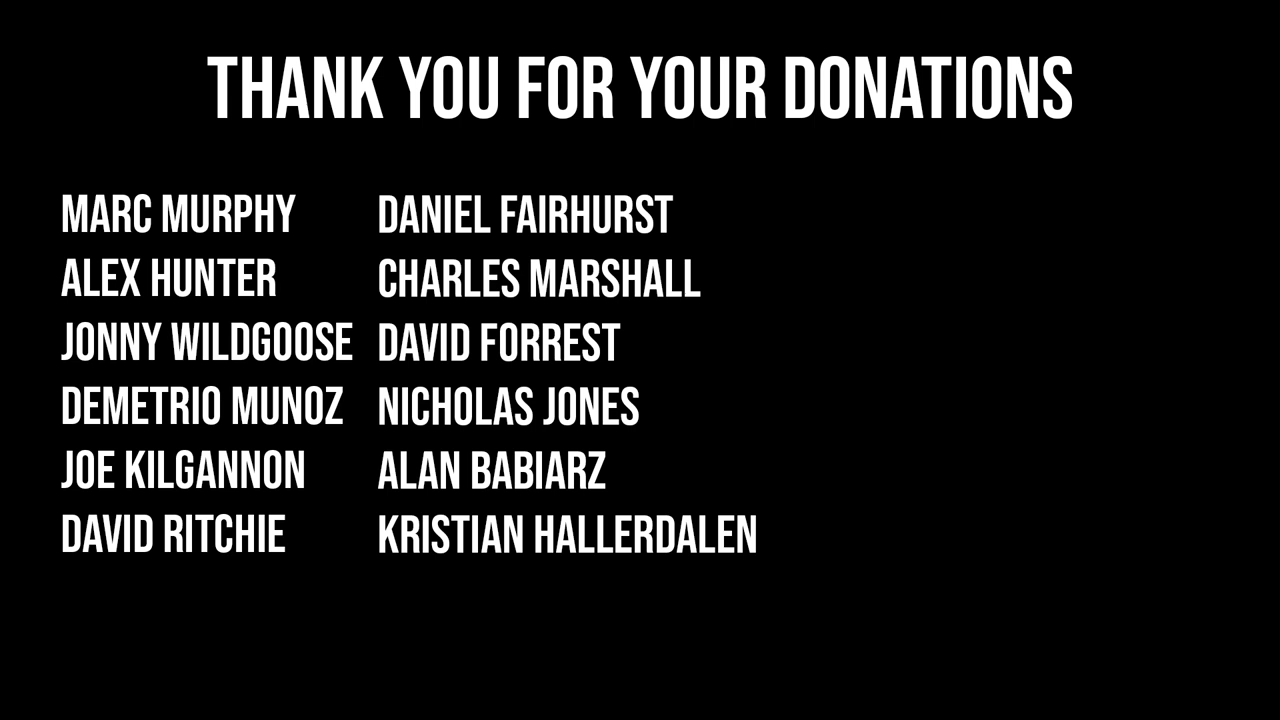 THANK YOU FOR YOUR DONATIONS
MARC MURPHY
ALEX HUNTER
JONNY WILDGOOSE
DEMETRIO MUNOZ
JOE KILGANNON
DAVID RITCHIE
DANIEL FAIRHURST
CHARLES MARSHALL
DAVID FORREST
NICHOLAS JONES
ALAN BABIARZ
KRISTIAN HALLERDALEN